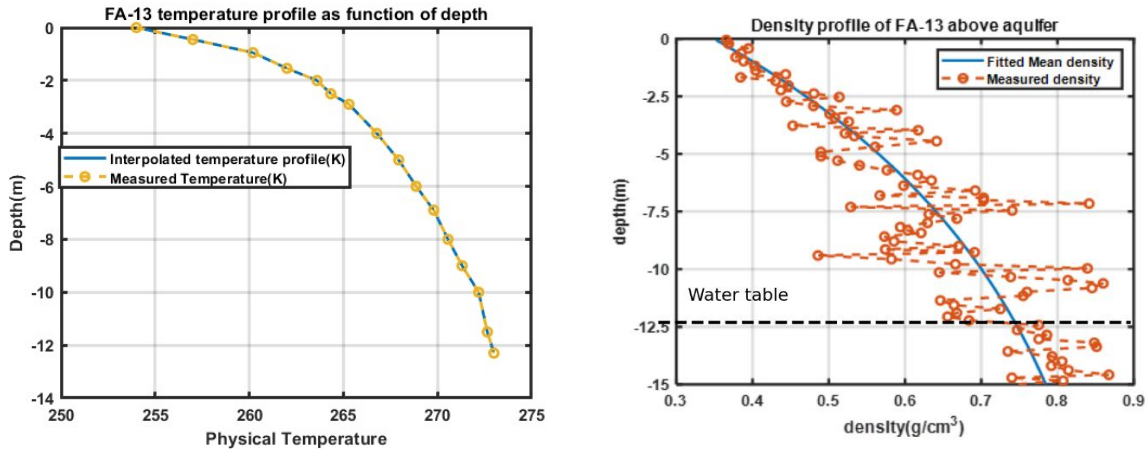 FA-13 temperature profile as function of depth
0
-2
-4
-6
-8
-10
-12
-14
Depth(m)
Interpolated temperature profile(K)
Measured Temperature(K)
250
255
260
265
270
275
Physical Temperature
Density profile of FA-13 above aquifer
0
-2.5
-5
-7.5
-10
-12.5
-15
depth(m)
Fitted Mean density
Measured density
Water table
0.3
0.4
0.5
0.6
0.7
0.8
0.9
density(g/cm³)